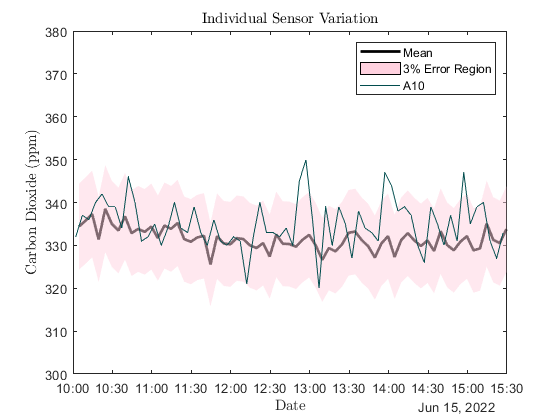 Individual Sensor Variation
Mean
3% Error Region
A10
Carbon Dioxide (ppm)
380
370
360
350
340
330
320
310
300
10:00 10:30 11:00 11:30 12:00 12:30 13:00 13:30 14:00 14:30 15:00 15:30
Date
Jun 15, 2022